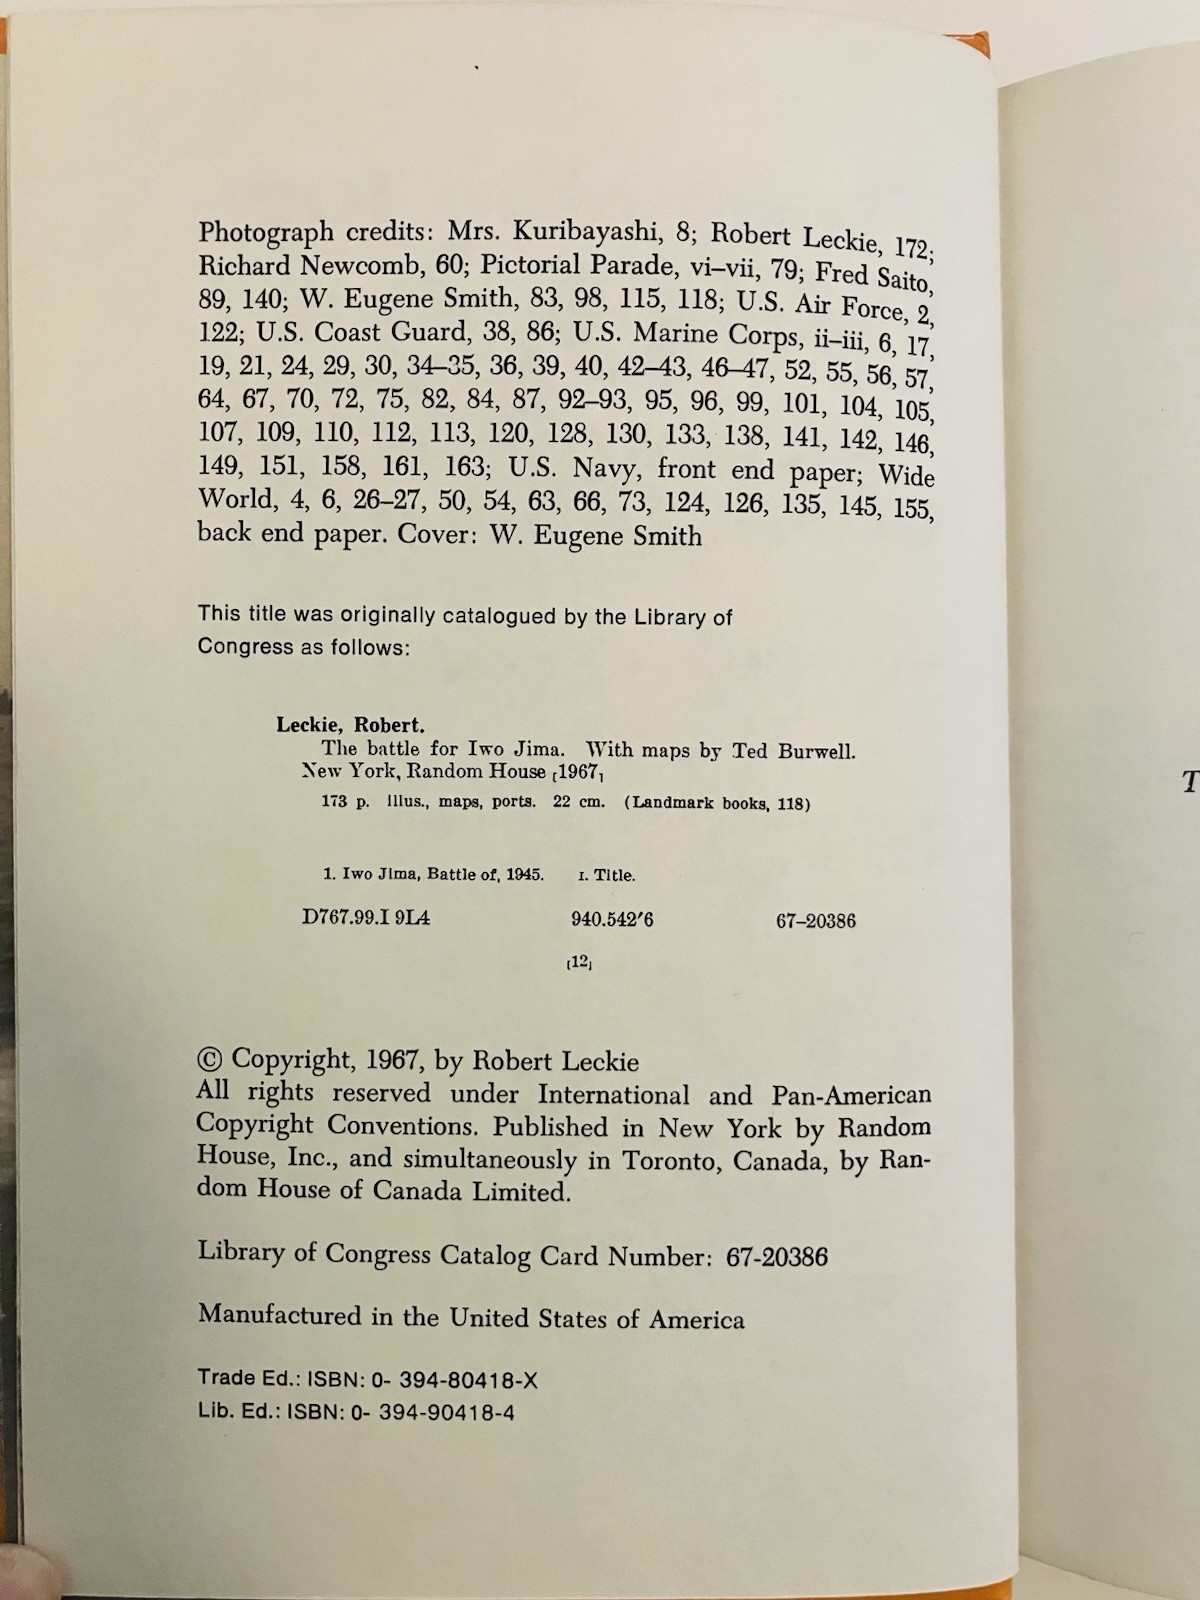 Photograph credits: Mrs. Kuribayashi, 8; Robert Leckie, 172;
Richard Newcomb, 60; Pictorial Parade, vi–vii, 79; Fred Saito,
89, 140; W. Eugene Smith, 83, 98, 115, 118; U.S. Air Force, 2,
122; U.S. Coast Guard, 38, 86; U.S. Marine Corps, ii–iii, 6, 17,
19, 21, 24, 29, 30, 34–35, 36, 39, 40, 42–43, 46–47, 52, 55, 56, 57,
64, 67, 70, 72, 75, 82, 84, 87, 92–93, 95, 96, 99, 101, 104, 105,
107, 109, 110, 112, 113, 120, 128, 130, 133, 138, 141, 142, 146,
149, 151, 158, 161, 163; U.S. Navy, front end paper; Wide
World, 4, 6, 26–27, 50, 54, 63, 66, 73, 124, 126, 135, 145, 155,
back end paper. Cover: W. Eugene Smith
This title was originally catalogued by the Library of
Congress as follows:
Leckie, Robert.
The battle for Iwo Jima. With maps by Ted Burwell.
New York, Random House [1967]
173 p. illus., maps, ports. 22 cm. (Landmark books, 118)
1. Iwo Jima, Battle of, 1945. I. Title.
D767.99.I 9L4 940.542′6 67–20386
[12]
© Copyright, 1967, by Robert Leckie
All rights reserved under International and Pan-American
Copyright Conventions. Published in New York by Random
House, Inc., and simultaneously in Toronto, Canada, by Ran-
dom House of Canada Limited.
Library of Congress Catalog Card Number: 67-20386
Manufactured in the United States of America
Trade Ed.: ISBN: 0- 394-80418-X
Lib. Ed.: ISBN: 0- 394-90418-4
T